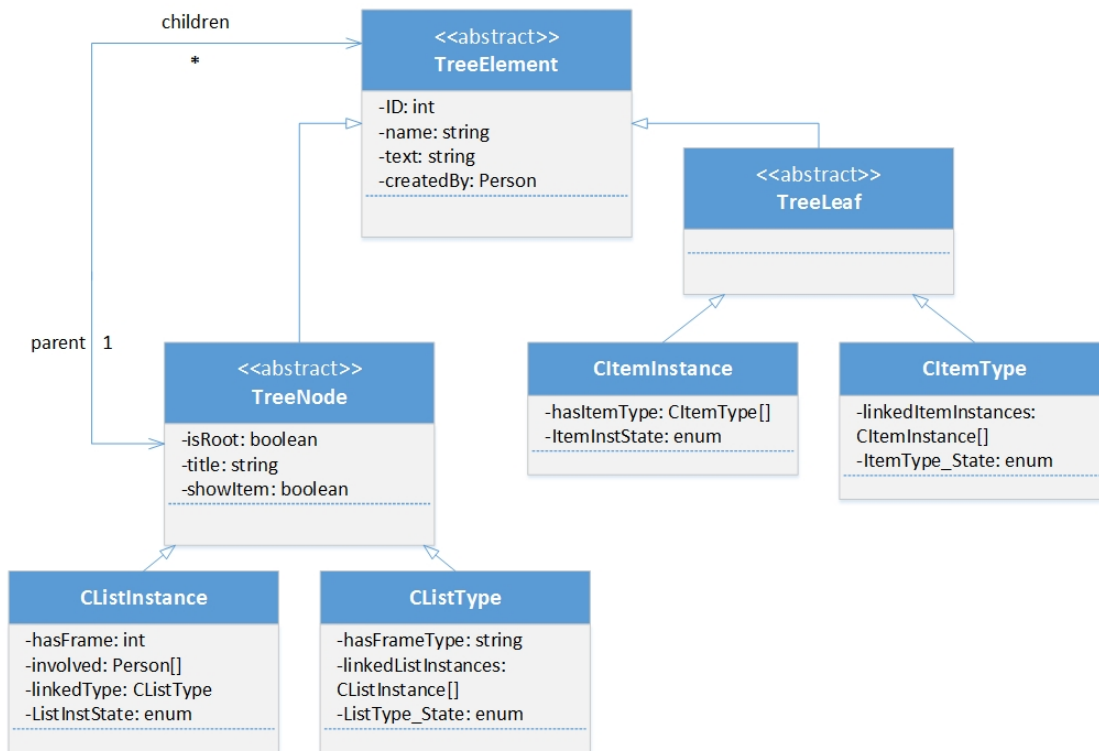 children
*
<<abstract>>
TreeElement
-ID: int
-name: string
-text: string
-createdBy: Person
<<abstract>>
TreeLeaf
parent 1
<<abstract>>
TreeNode
-isRoot: boolean
-title: string
-showItem: boolean
CItemInstance
-hasItemType: CItemType[]
-ItemInstState: enum
CItemType
-linkedItemInstances:
CItemInstance[]
-ItemType_State: enum
CListInstance
-hasFrame: int
-involved: Person[]
-linkedType: CListType
-ListInstState: enum
CListType
-hasFrameType: string
-linkedListInstances:
CListInstance[]
-ListType_State: enum